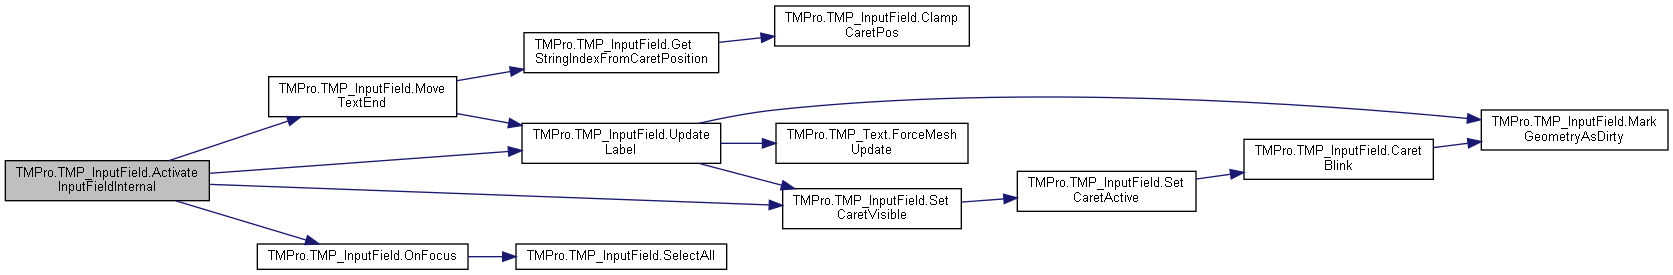 TMPro.TMP_InputField.Activate
InputFieldInternal
TMPro.TMP_InputField.Move
TextEnd
TMPro.TMP_InputField.Get
StringIndexFromCaretPosition
TMPro.TMP_InputField.Clamp
CaretPos
TMPro.TMP_InputField.Update
Label
TMPro.TMP_Text.ForceMesh
Update
TMPro.TMP_InputField.Set
CaretVisible
TMPro.TMP_InputField.Set
CaretActive
TMPro.TMP_InputField.Caret
Blink
TMPro.TMP_InputField.Mark
GeometryAsDirty
TMPro.TMP_InputField.OnFocus
TMPro.TMP_InputField.SelectAll